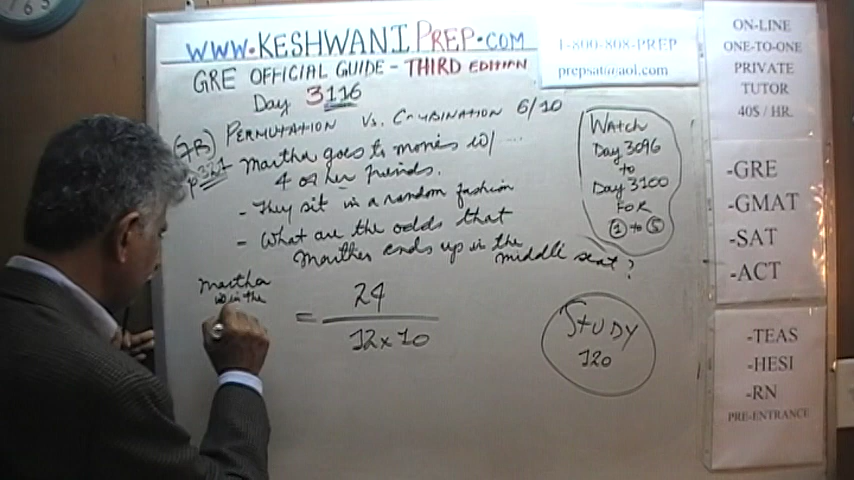 WWW.KESHWANIPREP.COM
GRE OFFICIAL GUIDE - THIRD EDITION
Day 3116
PERMUTATION Vs. COMBINATION 6/10
Martha goes to movies w/ ...
4 of her friends.
- They sit in a random fashion
- What are the odds that
Martha ends up in the middle seat?
Martha
is in the
= 24
12 x 10
STUDY
120
WATCH
Day 3096
to
Day 3100
FOR
1 to 5
1-800-808-PREP
prepsat@aol.com
ON-LINE
ONE-TO-ONE
PRIVATE
TUTOR
40$ / HR.
-GRE
-GMAT
-SAT
-ACT
-TEAS
-HESI
-RN
PRE-ENTRANCE